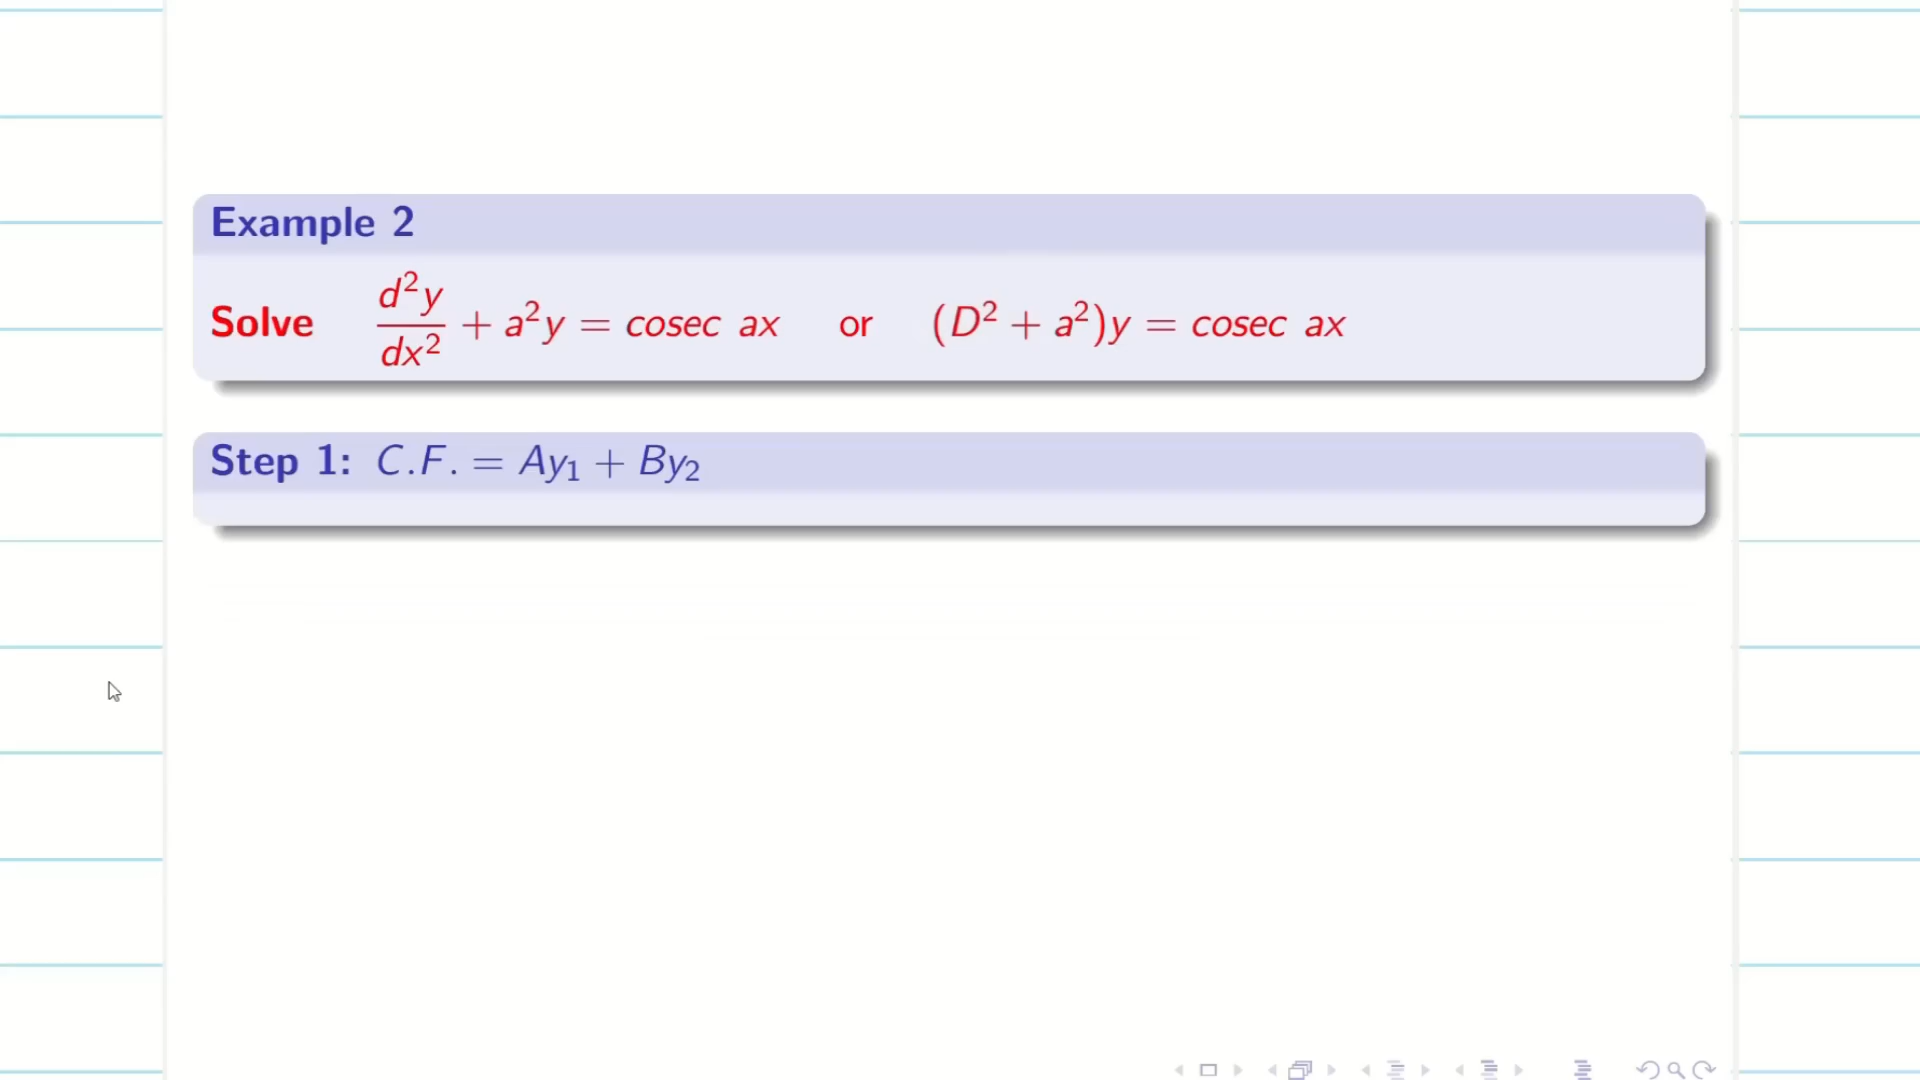 Example 2
Solve d²y/dx² + a²y = cosec ax or (D² + a²)y = cosec ax
Step 1: C.F. = Ay₁ + By₂